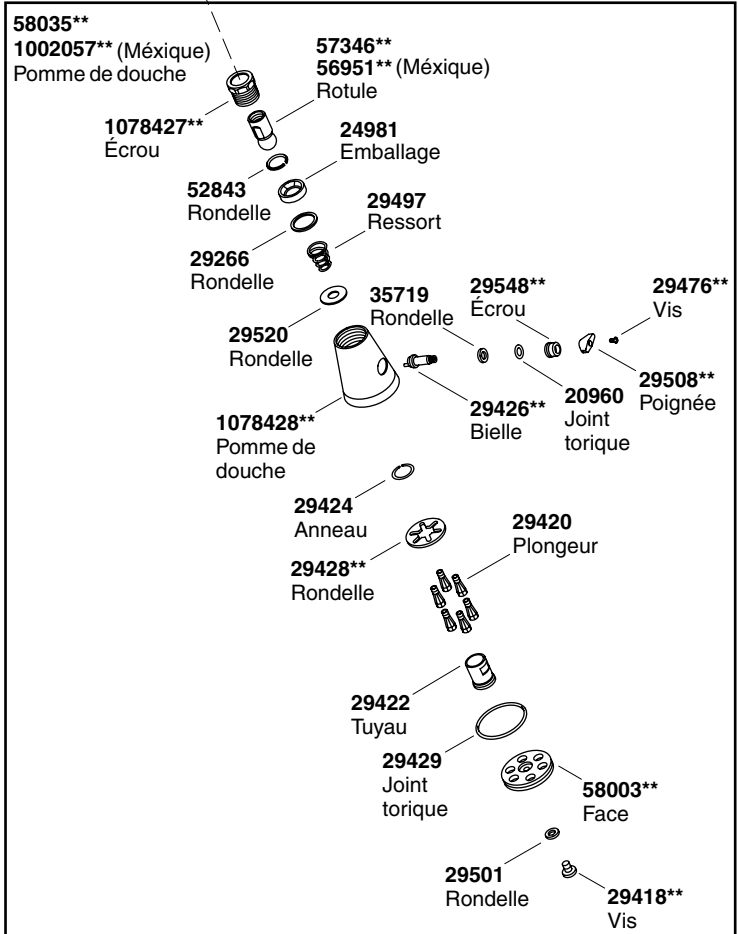 58035**
1002057** (Méxique)
Pomme de douche
57346**
56951** (Méxique)
Rotule
1078427**
Écrou
24981
Emballage
52843
Rondelle
29497
Ressort
29266
Rondelle
29520
Rondelle
35719
Rondelle
29548**
Écrou
29476**
Vis
29508**
Poignée
20960
Joint
torique
29426**
Bielle
1078428**
Pomme de
douche
29424
Anneau
29420
Plongeur
29428**
Rondelle
29422
Tuyau
29429
Joint
torique
58003**
Face
29501
Rondelle
29418**
Vis